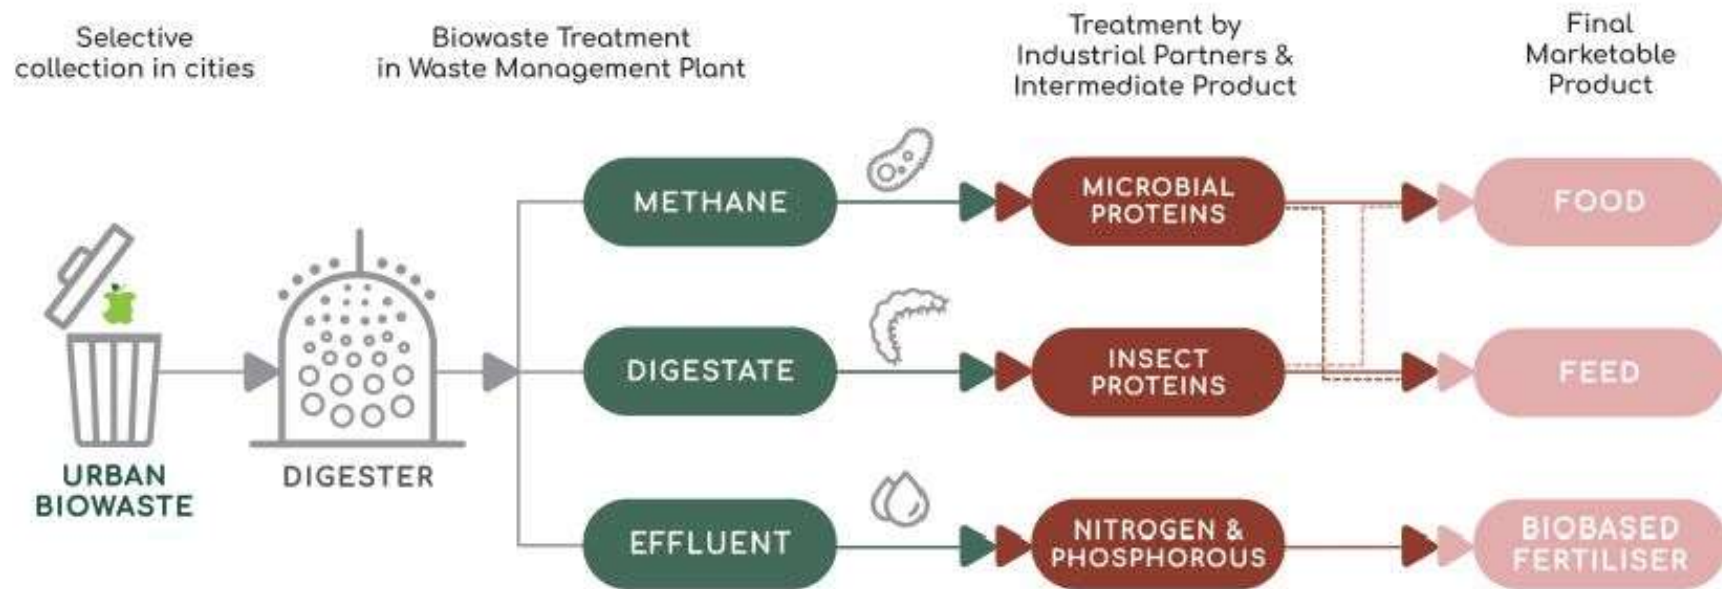 Selective
collection in cities
Biowaste Treatment
in Waste Management Plant
Treatment by
Industrial Partners &
Intermediate Product
Final
Marketable
Product
URBAN
BIOWASTE
DIGESTER
METHANE
MICROBIAL
PROTEINS
FOOD
DIGESTATE
INSECT
PROTEINS
FEED
EFFLUENT
NITROGEN &
PHOSPHOROUS
BIOBASED
FERTILISER